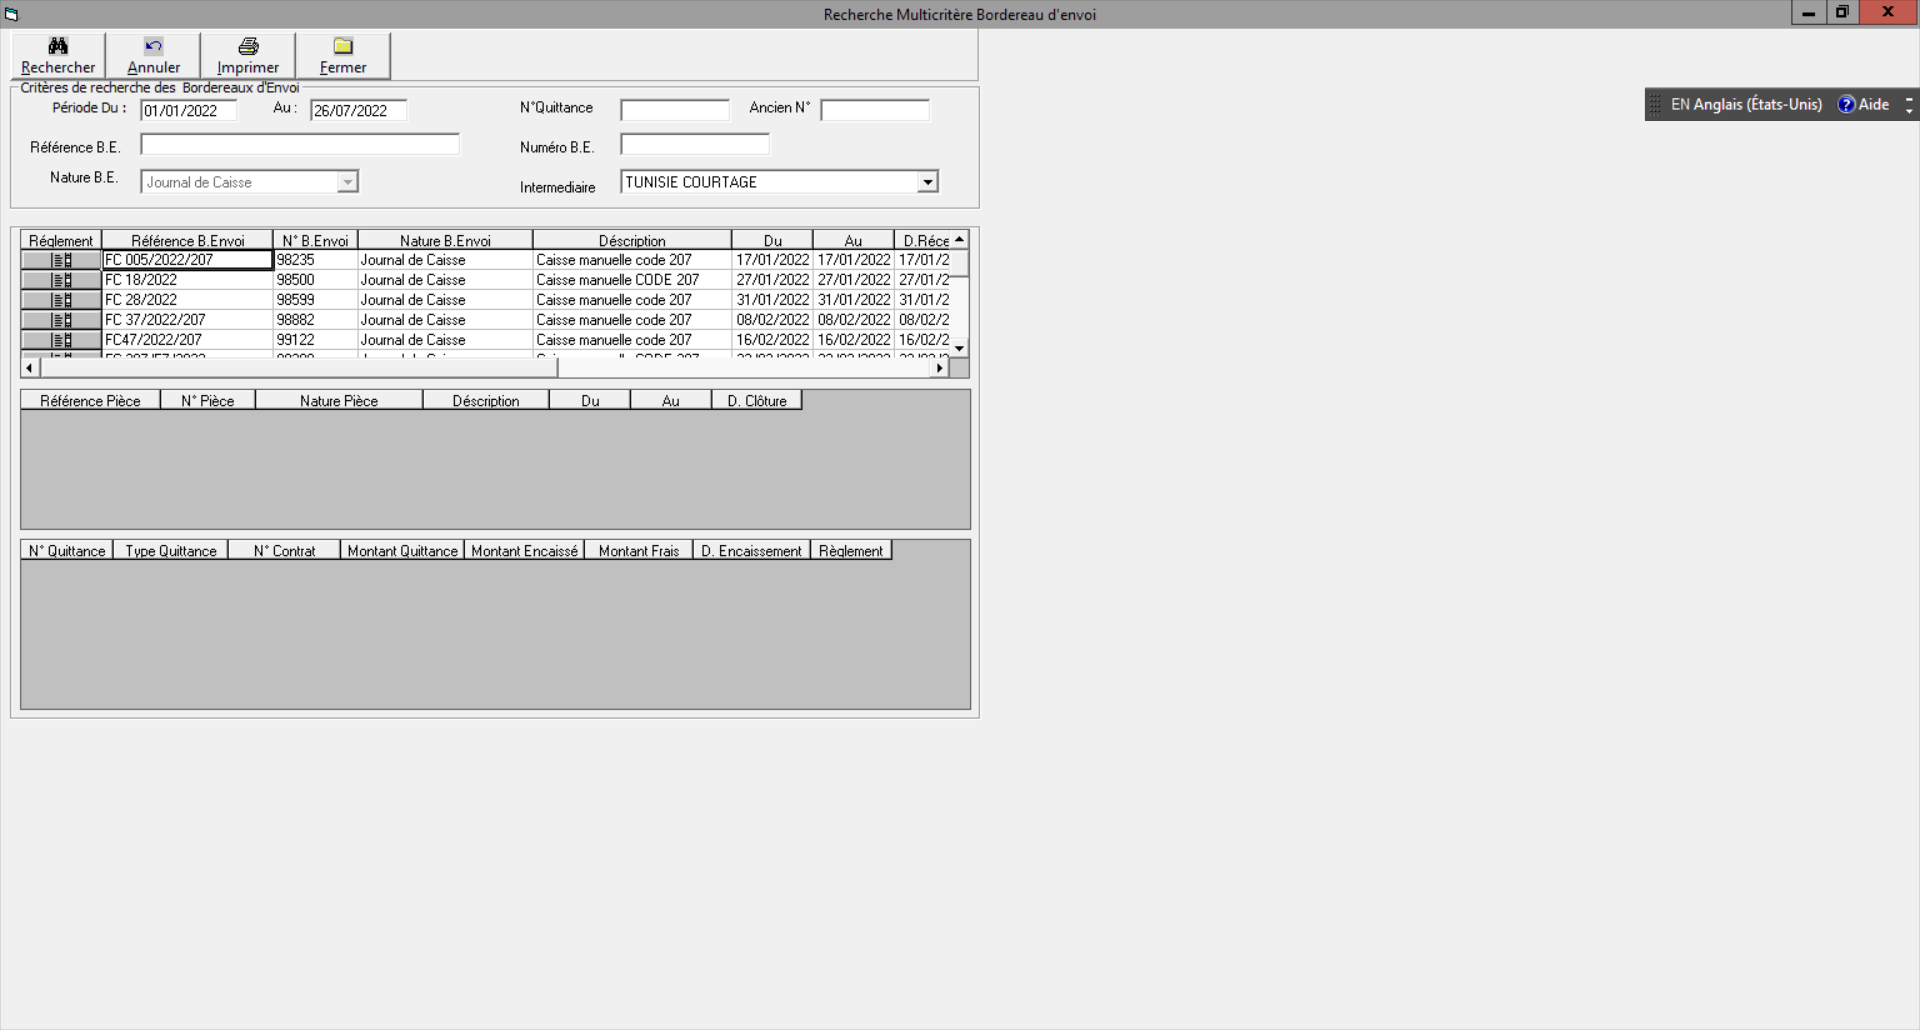 Recherche Multicritère Bordereau d'envoi
Rechercher Annuler Imprimer Fermer
EN Anglais (États-Unis) Aide
Critères de recherche des Bordereaux d'Envoi
Période Du : 01/01/2022 Au : 26/07/2022 N°Quittance Ancien N°
Référence B.E. Numéro B.E.
Nature B.E. Journal de Caisse Intermediaire TUNISIE COURTAGE
Réglement Référence B.Envoi N° B.Envoi Nature B.Envoi Déscription Du Au D.Réce
FC 005/2022/207 98235 Journal de Caisse Caisse manuelle code 207 17/01/2022 17/01/2022 17/01/2
FC 18/2022 98500 Journal de Caisse Caisse manuelle CODE 207 27/01/2022 27/01/2022 27/01/2
FC 28/2022 98599 Journal de Caisse Caisse manuelle code 207 31/01/2022 31/01/2022 31/01/2
FC 37/2022/207 98882 Journal de Caisse Caisse manuelle code 207 08/02/2022 08/02/2022 08/02/2
FC47/2022/207 99122 Journal de Caisse Caisse manuelle code 207 16/02/2022 16/02/2022 16/02/2
Référence Pièce N° Pièce Nature Pièce Déscription Du Au D. Clôture
N° Quittance Type Quittance N° Contrat Montant Quittance Montant Encaissé Montant Frais D. Encaissement Règlement